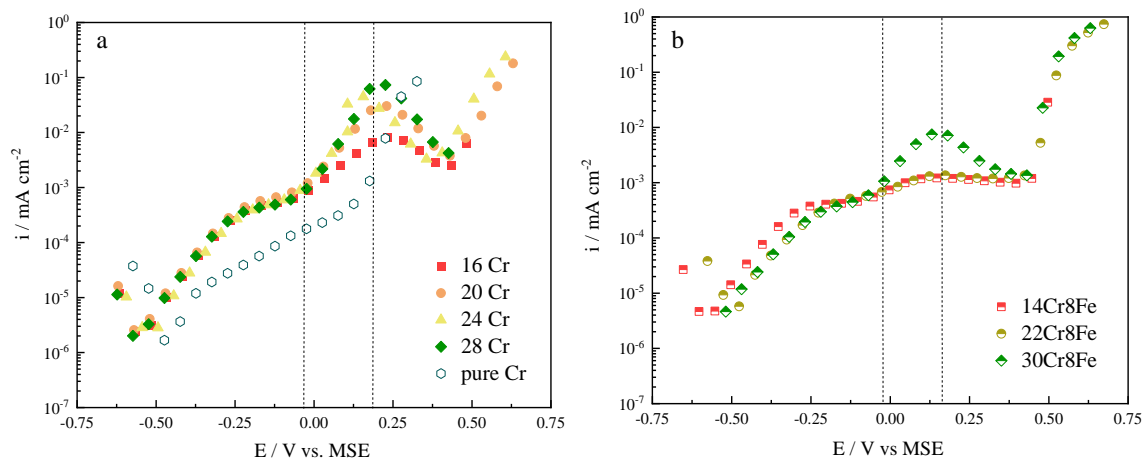 a
10^0
10^-1
10^-2
10^-3
10^-4
10^-5
10^-6
10^-7
i / mA cm^-2
-0.75 -0.50 -0.25 0.00 0.25 0.50 0.75
E / V vs. MSE
16 Cr
20 Cr
24 Cr
28 Cr
pure Cr
b
10^0
10^-1
10^-2
10^-3
10^-4
10^-5
10^-6
10^-7
i / mA cm^-2
-0.75 -0.50 -0.25 0.00 0.25 0.50 0.75
E / V vs MSE
14Cr8Fe
22Cr8Fe
30Cr8Fe